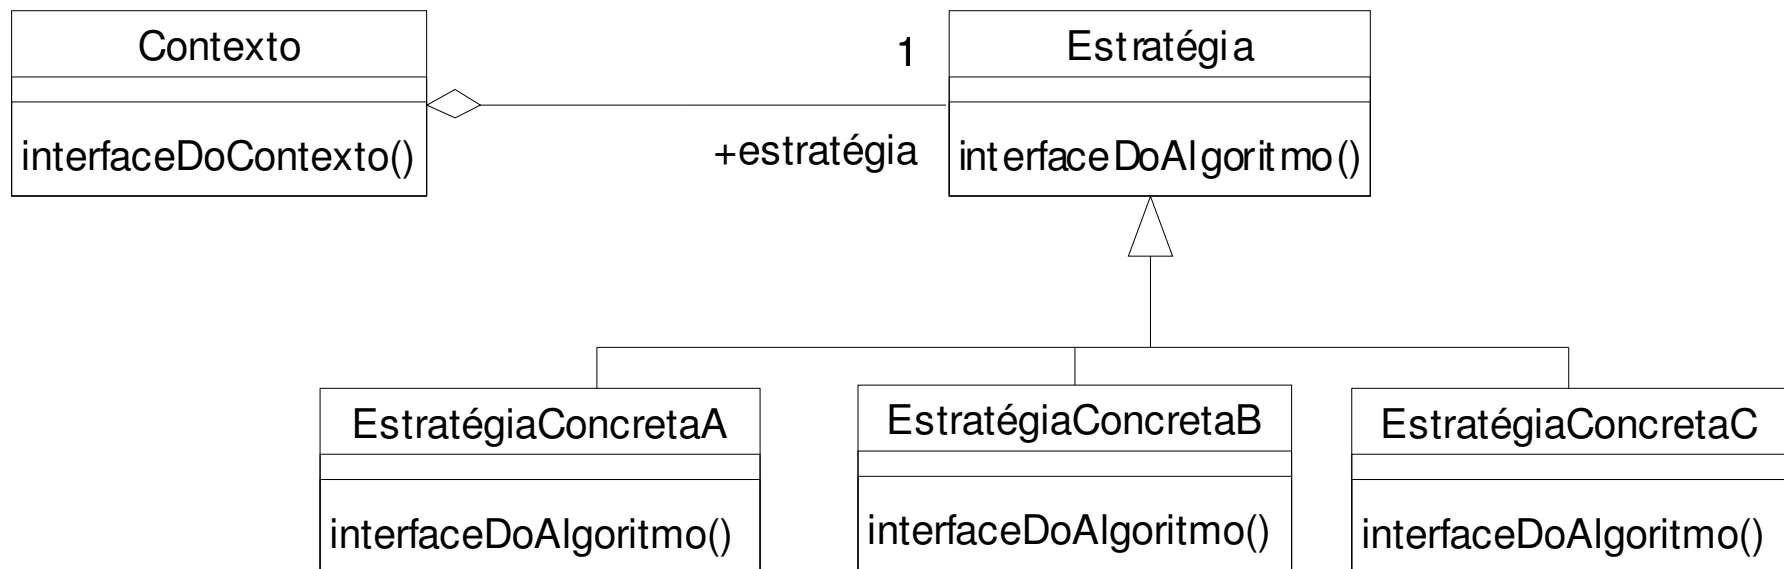 Contexto
1
Estratégia
interfaceDoContexto()
+estratégia
interfaceDoAlgoritmo()
EstratégiaConcretaA
EstratégiaConcretaB
EstratégiaConcretaC
interfaceDoAlgoritmo()
interfaceDoAlgoritmo()
interfaceDoAlgoritmo()